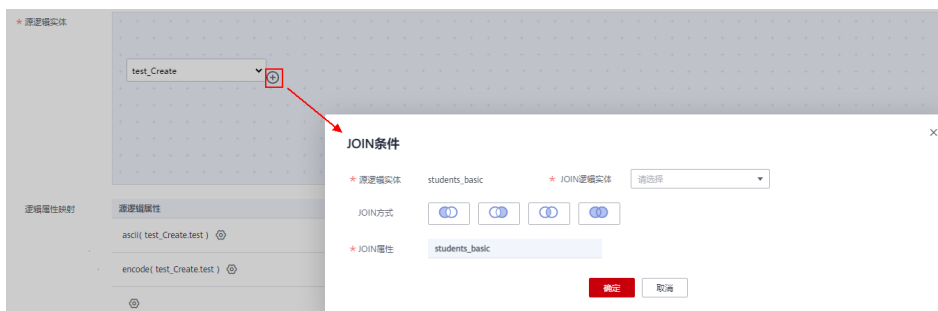 * 源逻辑实体
test_Create
JOIN条件
* 源逻辑实体 students_basic * JOIN逻辑实体 请选择
逻辑属性映射 源逻辑属性
JOIN方式
ascii( test_Create.test )
* JOIN属性 students_basic
encode( test_Create.test )
确定 取消